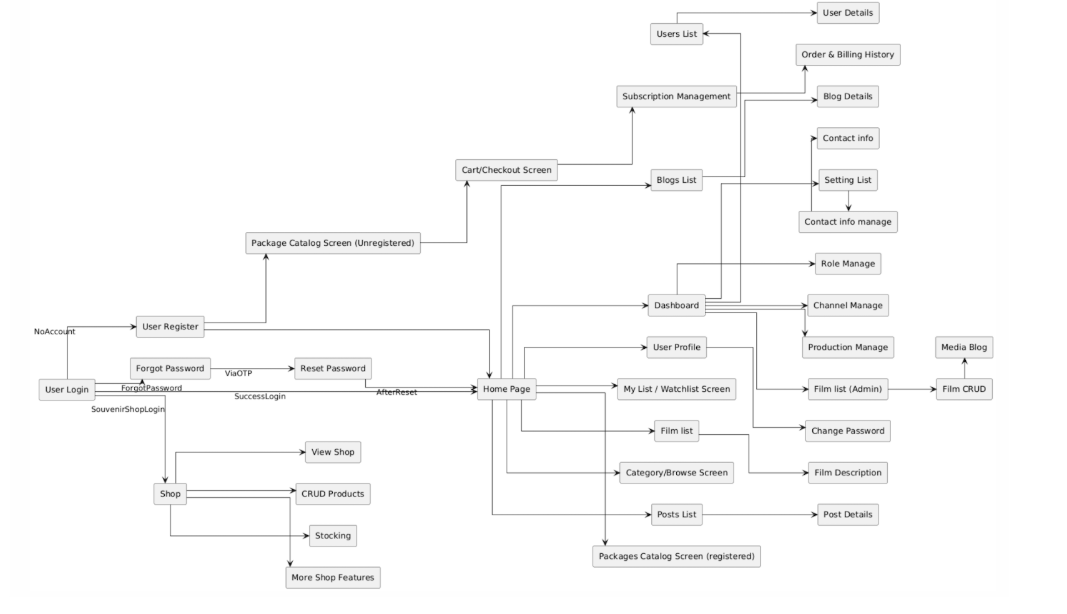 User Details
Users List
Order & Billing History
Subscription Management
Blog Details
Contact info
Cart/Checkout Screen
Blogs List
Setting List
Contact info manage
Package Catalog Screen (Unregistered)
Role Manage
Dashboard
Channel Manage
User Register
NoAccount
User Profile
Production Manage
Media Blog
Forgot Password
ViaOTP
Reset Password
User Login
ForgotPassword
SuccessLogin
AfterReset
Home Page
My List / Watchlist Screen
Film list (Admin)
Film CRUD
SouvenirShopLogin
Film list
Change Password
View Shop
Category/Browse Screen
Film Description
Shop
CRUD Products
Posts List
Post Details
Stocking
Packages Catalog Screen (registered)
More Shop Features